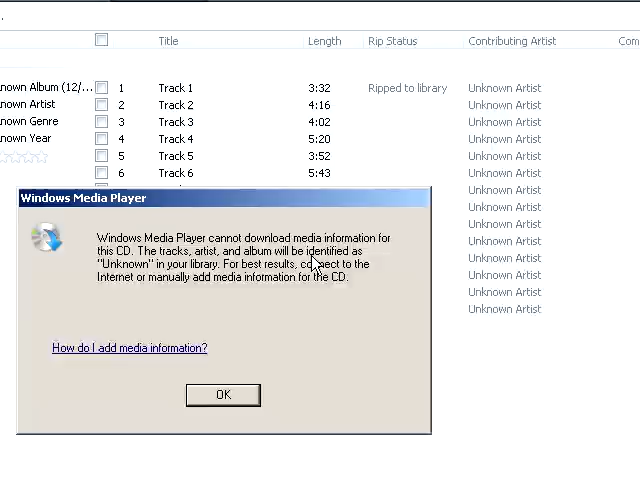 Title Length Rip Status Contributing Artist Com
nown Album (12/... 1 Track 1 3:32 Ripped to library Unknown Artist
nown Artist 2 Track 2 4:16 Unknown Artist
nown Genre 3 Track 3 4:02 Unknown Artist
nown Year 4 Track 4 5:20 Unknown Artist
5 Track 5 3:52 Unknown Artist
6 Track 6 5:43 Unknown Artist
Unknown Artist
Unknown Artist
Unknown Artist
Unknown Artist
Unknown Artist
Unknown Artist
Unknown Artist
Unknown Artist
Windows Media Player
Windows Media Player cannot download media information for
this CD. The tracks, artist, and album will be identified as
"Unknown" in your library. For best results, connect to the
Internet or manually add media information for the CD.
How do I add media information?
OK